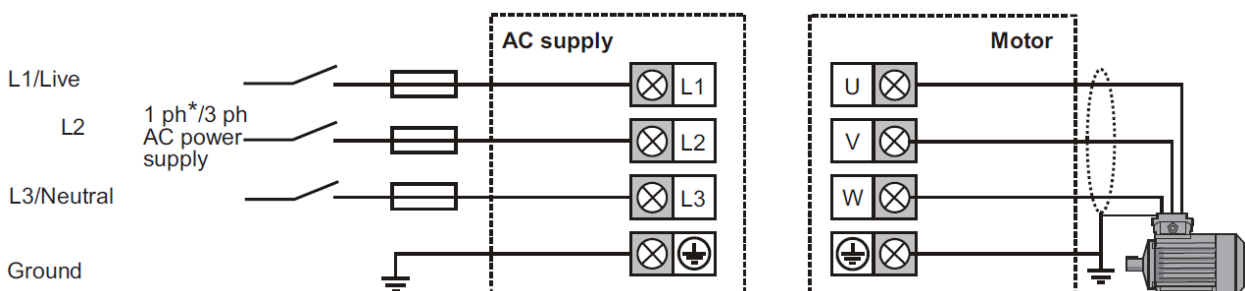 AC supply
Motor
L1/Live
L1
U
L2
1 ph*/3 ph
AC power
supply
L2
V
L3/Neutral
L3
W
Ground